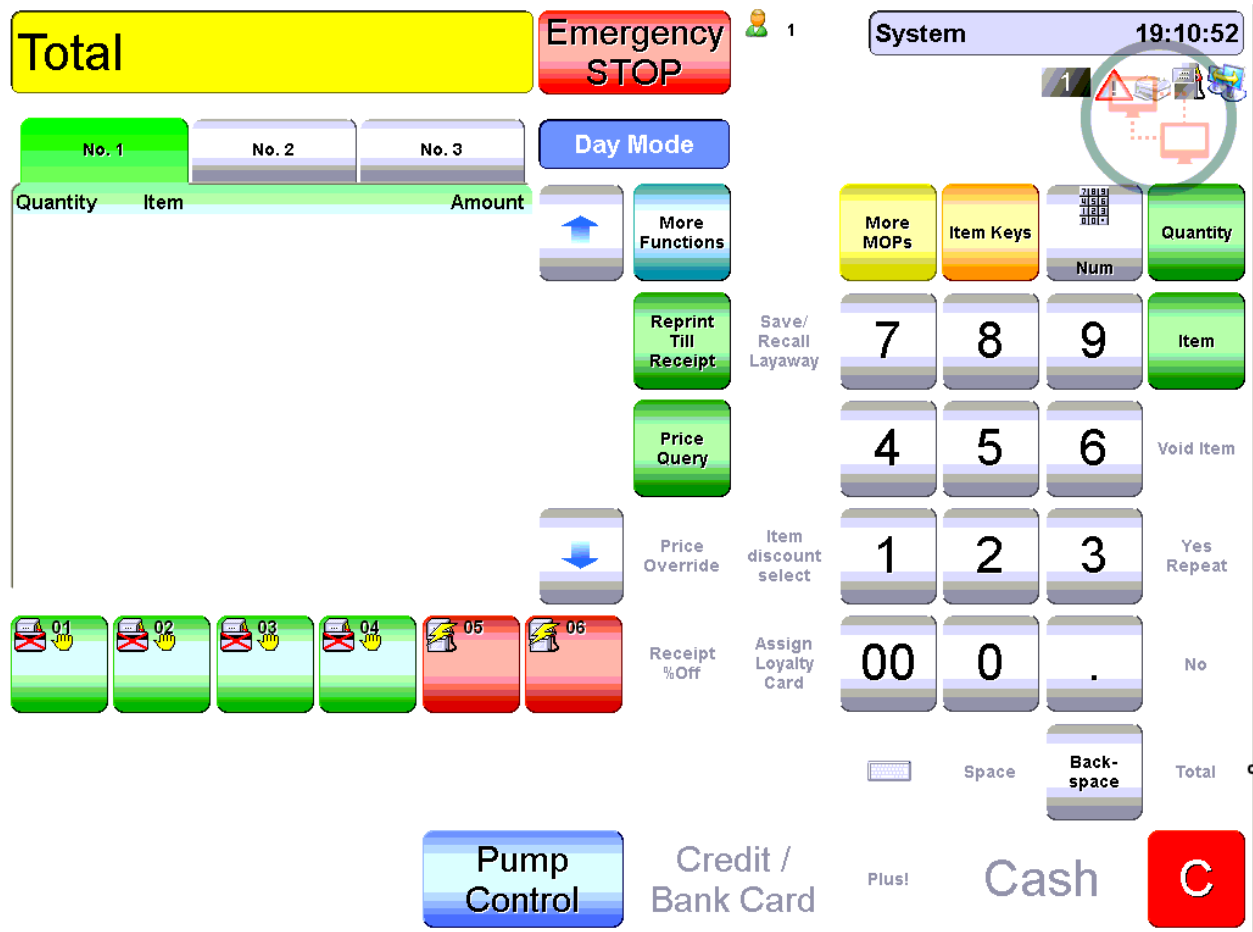 Total
Emergency
STOP
1
System 19:10:52
1
No. 1
No. 2
No. 3
Day Mode
Quantity Item Amount
More
Functions
More
MOPs
Item Keys
Num
Quantity
Reprint
Till
Receipt
Save/
Recall
Layaway
7
8
9
Item
Price
Query
4
5
6
Void Item
Price
Override
Item
discount
select
1
2
3
Yes
Repeat
01
02
03
04
05
06
Receipt
%Off
Assign
Loyalty
Card
00
0
.
No
Space
Back-
space
Total
Pump
Control
Credit /
Bank Card
Plus!
Cash
C